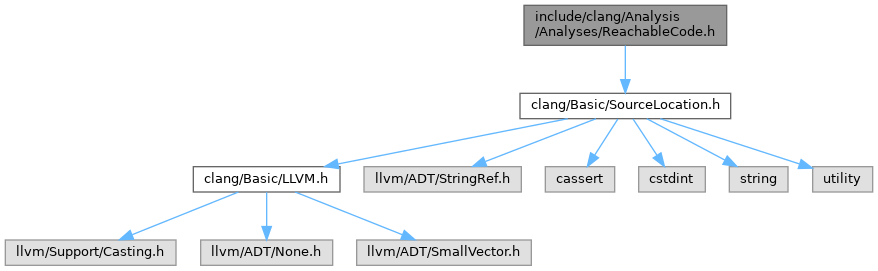 include/clang/Analysis
/Analyses/ReachableCode.h
clang/Basic/SourceLocation.h
clang/Basic/LLVM.h
llvm/ADT/StringRef.h
cassert
cstdint
string
utility
llvm/Support/Casting.h
llvm/ADT/None.h
llvm/ADT/SmallVector.h